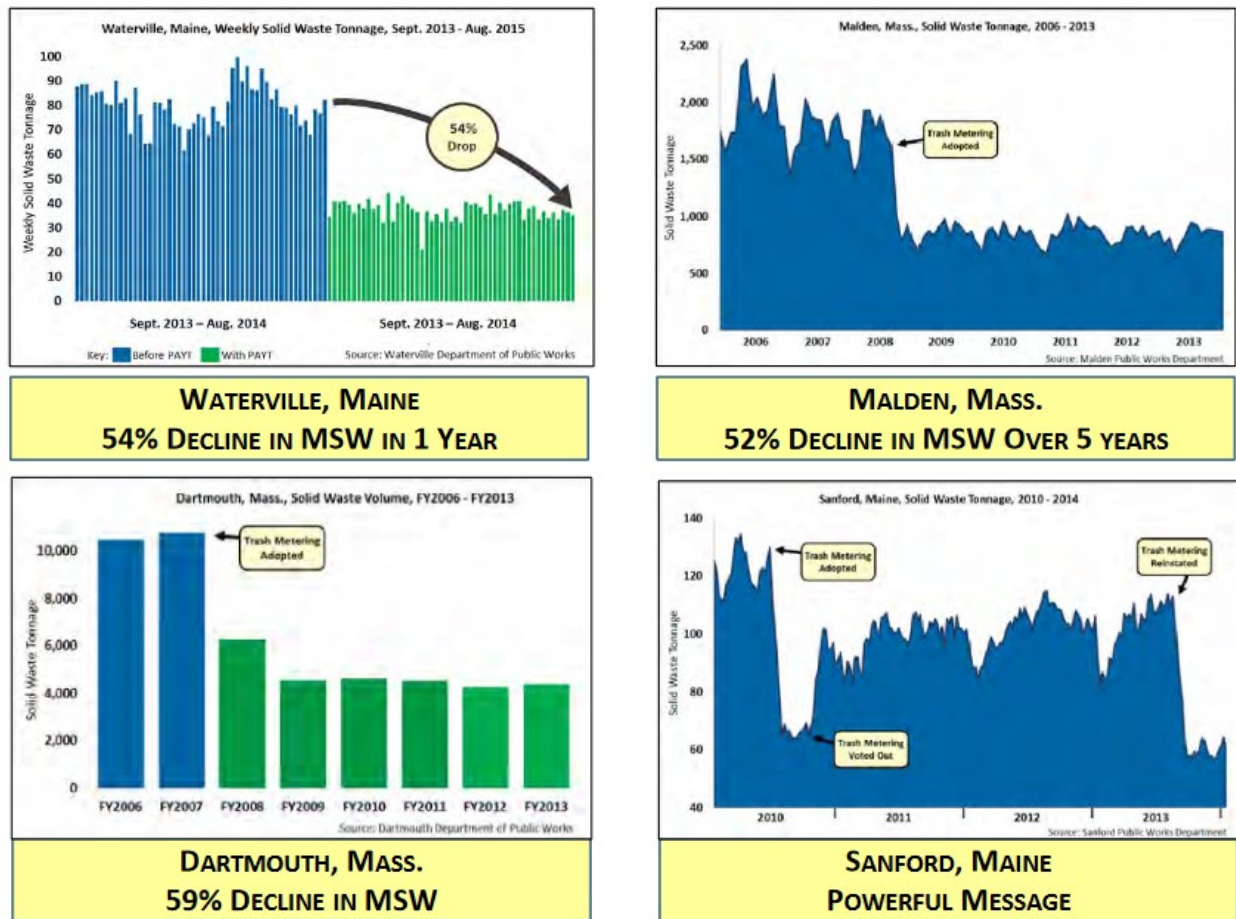 Waterville, Maine, Weekly Solid Waste Tonnage, Sept. 2013 - Aug. 2015
Weekly Solid Waste Tonnage
100
90
80
70
60
50
40
30
20
10
0
54%
Drop
Sept. 2013 – Aug. 2014
Sept. 2013 – Aug. 2014
Key: Before PAYT With PAYT
Source: Waterville Department of Public Works
WATERVILLE, MAINE
54% DECLINE IN MSW IN 1 YEAR
Malden, Mass., Solid Waste Tonnage, 2006 - 2013
Solid Waste Tonnage
2,500
2,000
1,500
1,000
500
0
Trash Metering
Adopted
2006 2007 2008 2009 2010 2011 2012 2013
Source: Malden Public Works Department
MALDEN, MASS.
52% DECLINE IN MSW OVER 5 YEARS
Dartmouth, Mass., Solid Waste Volume, FY2006 - FY2013
Solid Waste Tonnage
10,000
8,000
6,000
4,000
2,000
0
Trash Metering
Adopted
FY2006 FY2007 FY2008 FY2009 FY2010 FY2011 FY2012 FY2013
Source: Dartmouth Department of Public Works
DARTMOUTH, MASS.
59% DECLINE IN MSW
Sanford, Maine, Solid Waste Tonnage, 2010 - 2014
Solid Waste Tonnage
140
120
100
80
60
40
Trash Metering
Adopted
Trash Metering
Voted Out
Trash Metering
Reinstated
2010 2011 2012 2013
Source: Sanford Public Works Department
SANFORD, MAINE
POWERFUL MESSAGE